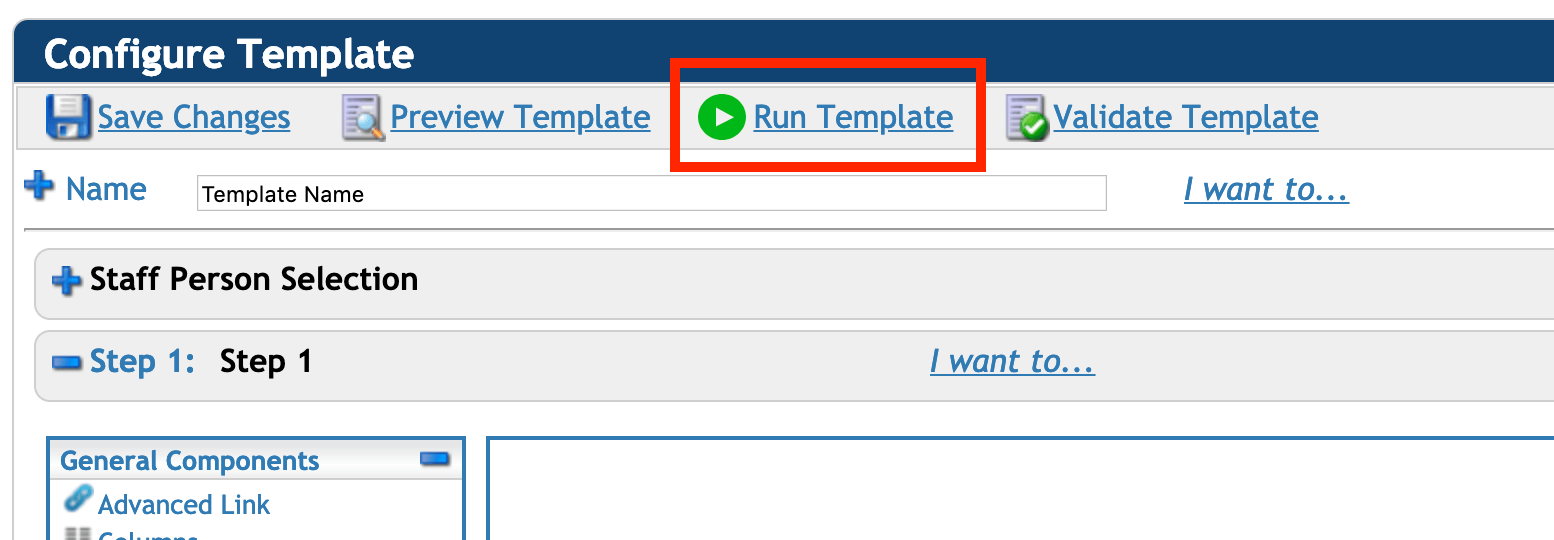 Configure Template
Save Changes Preview Template Run Template Validate Template
Name Template Name I want to...
Staff Person Selection
Step 1: Step 1 I want to...
General Components
Advanced Link
Columns